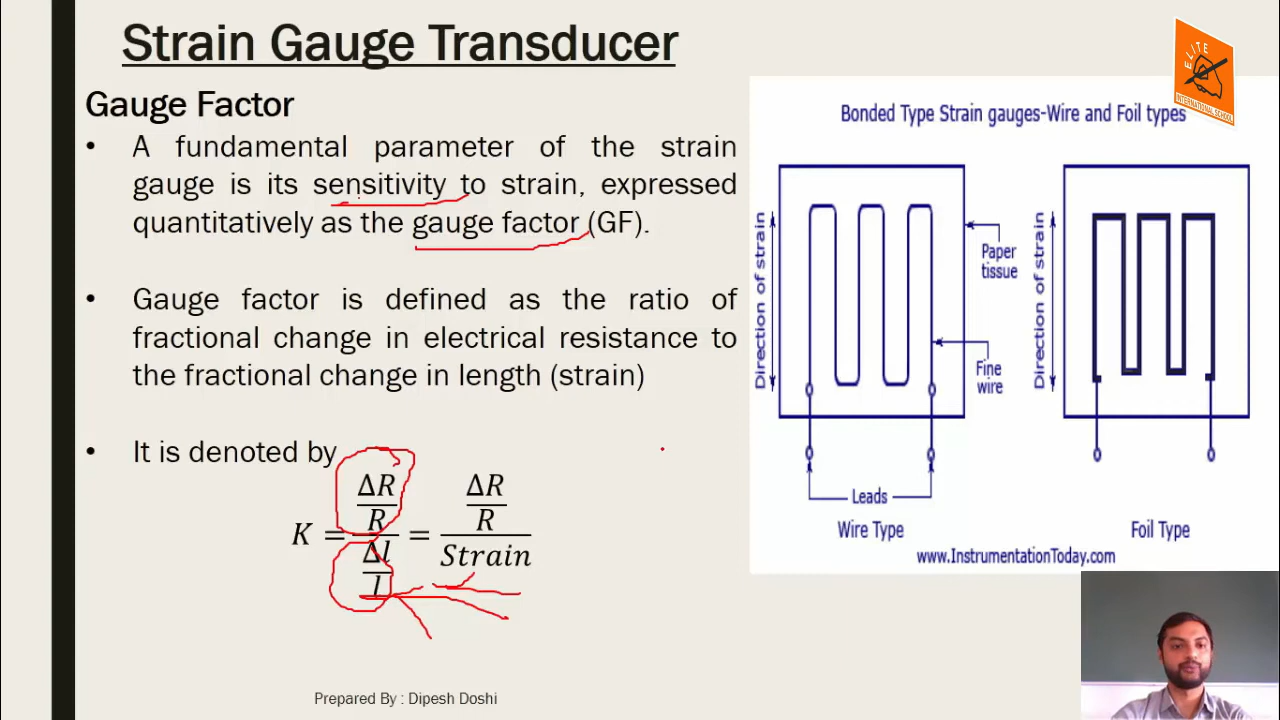 Strain Gauge Transducer
Gauge Factor
• A fundamental parameter of the strain
gauge is its sensitivity to strain, expressed
quantitatively as the gauge factor (GF).
• Gauge factor is defined as the ratio of
fractional change in electrical resistance to
the fractional change in length (strain)
• It is denoted by
K = (ΔR/R)/(Δl/l) = (ΔR/R)/Strain
Prepared By : Dipesh Doshi
ELITE
INTERNATIONAL SCHOOL
Bonded Type Strain gauges-Wire and Foil types
Direction of strain
Paper
tissue
Fine
wire
Leads
Wire Type
Direction of strain
Foil Type
www.InstrumentationToday.com